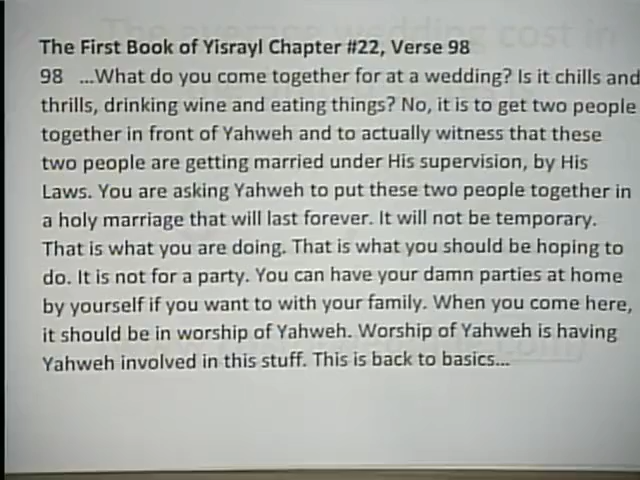 The average wedding cost in
The First Book of Yisrayl Chapter #22, Verse 98
98 ...What do you come together for at a wedding? Is it chills and
thrills, drinking wine and eating things? No, it is to get two people
together in front of Yahweh and to actually witness that these
two people are getting married under His supervision, by His
Laws. You are asking Yahweh to put these two people together in
a holy marriage that will last forever. It will not be temporary.
That is what you are doing. That is what you should be hoping to
do. It is not for a party. You can have your damn parties at home
by yourself if you want to with your family. When you come here,
it should be in worship of Yahweh. Worship of Yahweh is having
Yahweh involved in this stuff. This is back to basics...